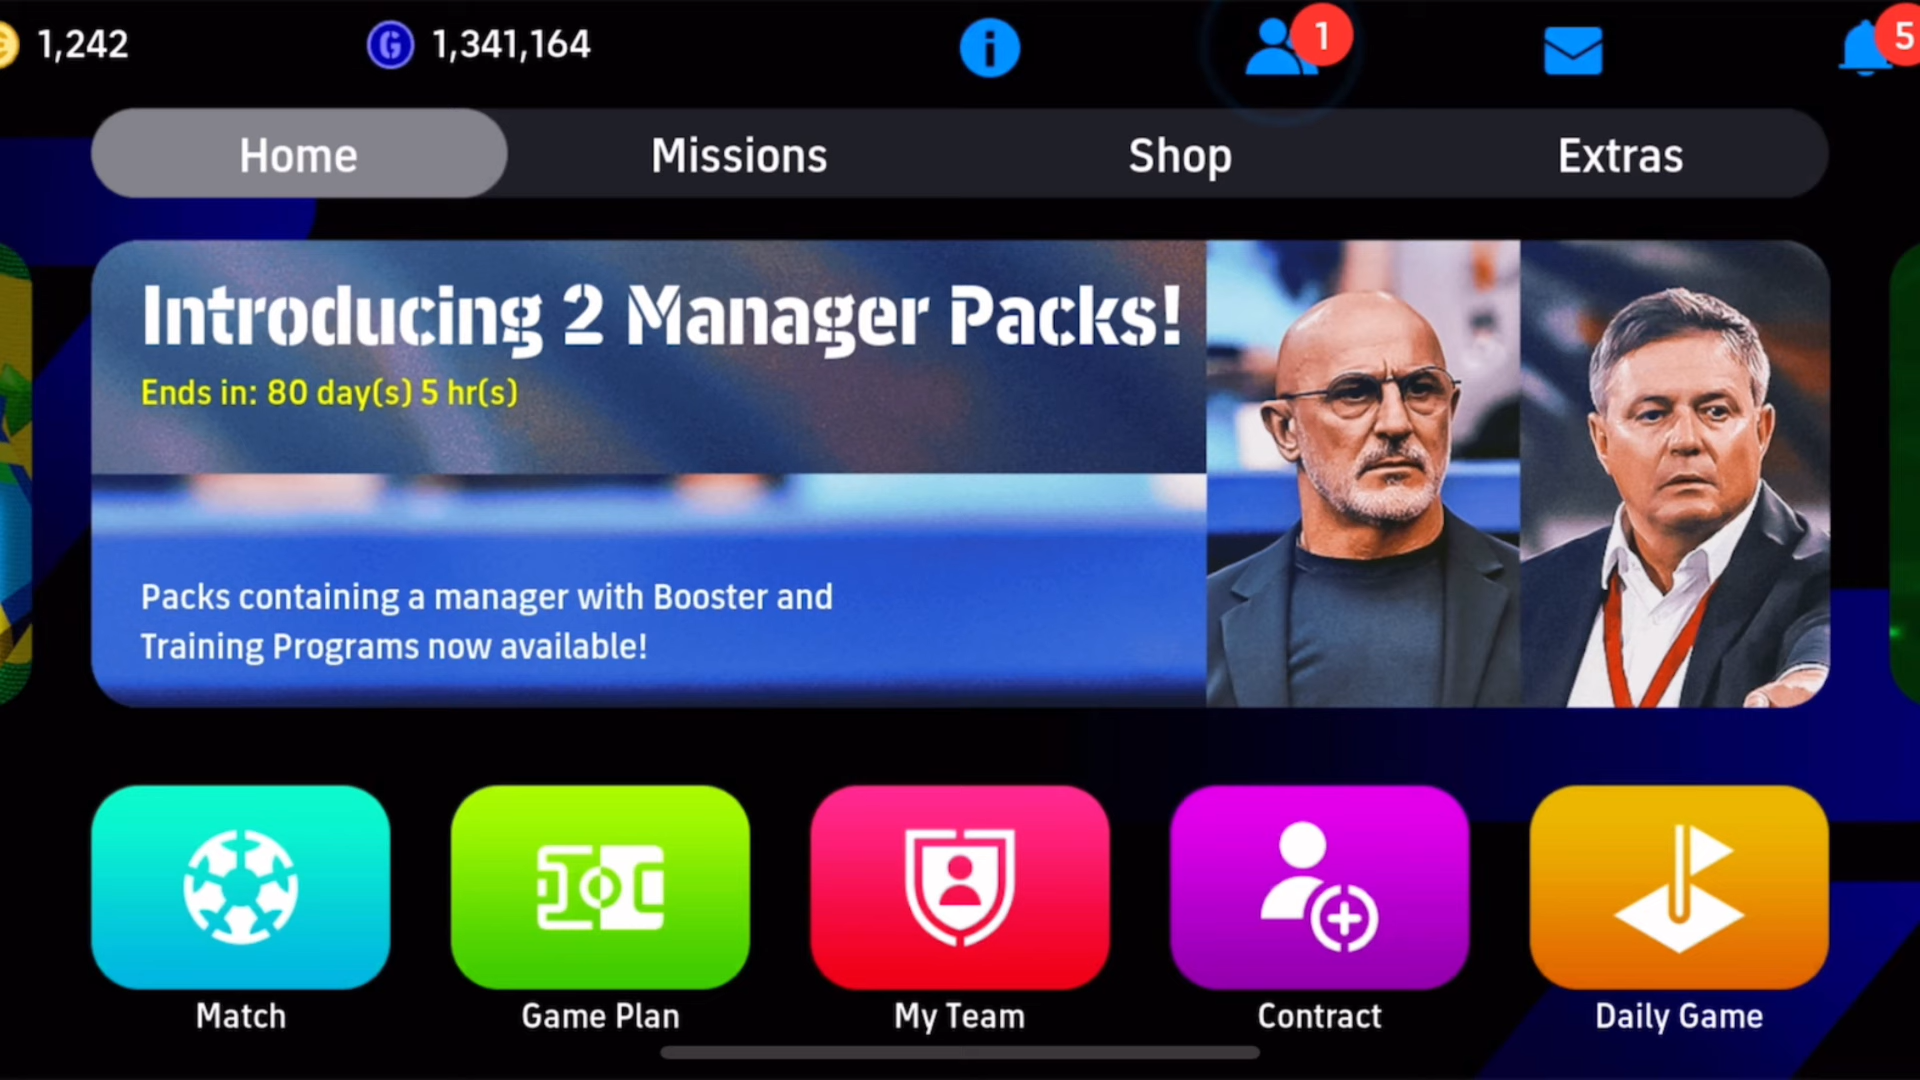 1,242
1,341,164
1
5
Home
Missions
Shop
Extras
Introducing 2 Manager Packs!
Ends in: 80 day(s) 5 hr(s)
Packs containing a manager with Booster and
Training Programs now available!
Match
Game Plan
My Team
Contract
Daily Game